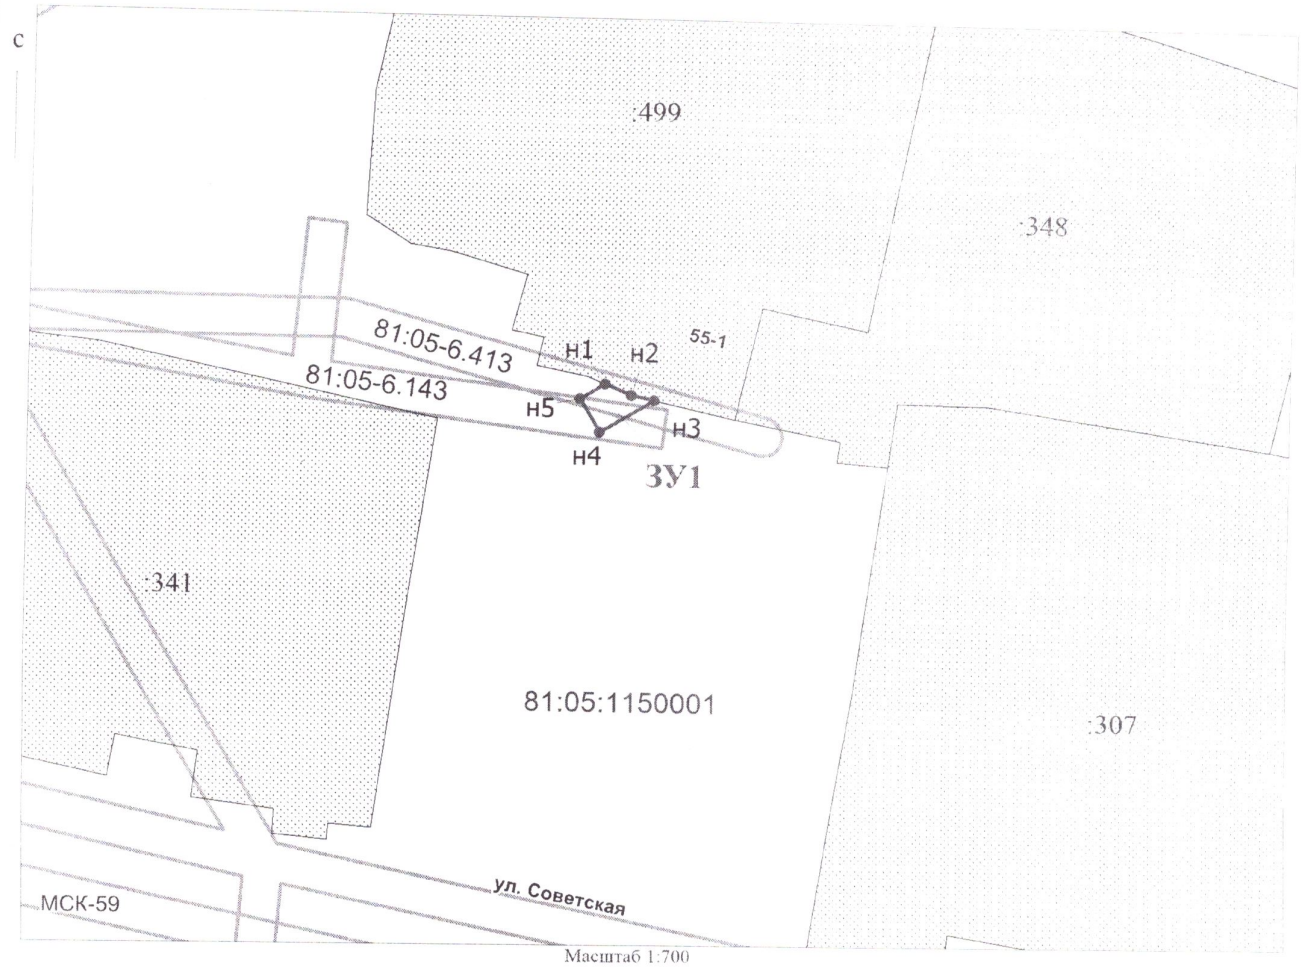 с
:499
:348
55-1
81:05-6.413
н1
н2
81:05-6.143
н5
н3
н4
ЗУ1
:341
81:05:1150001
:307
ул. Советская
МСК-59
Масштаб 1:700